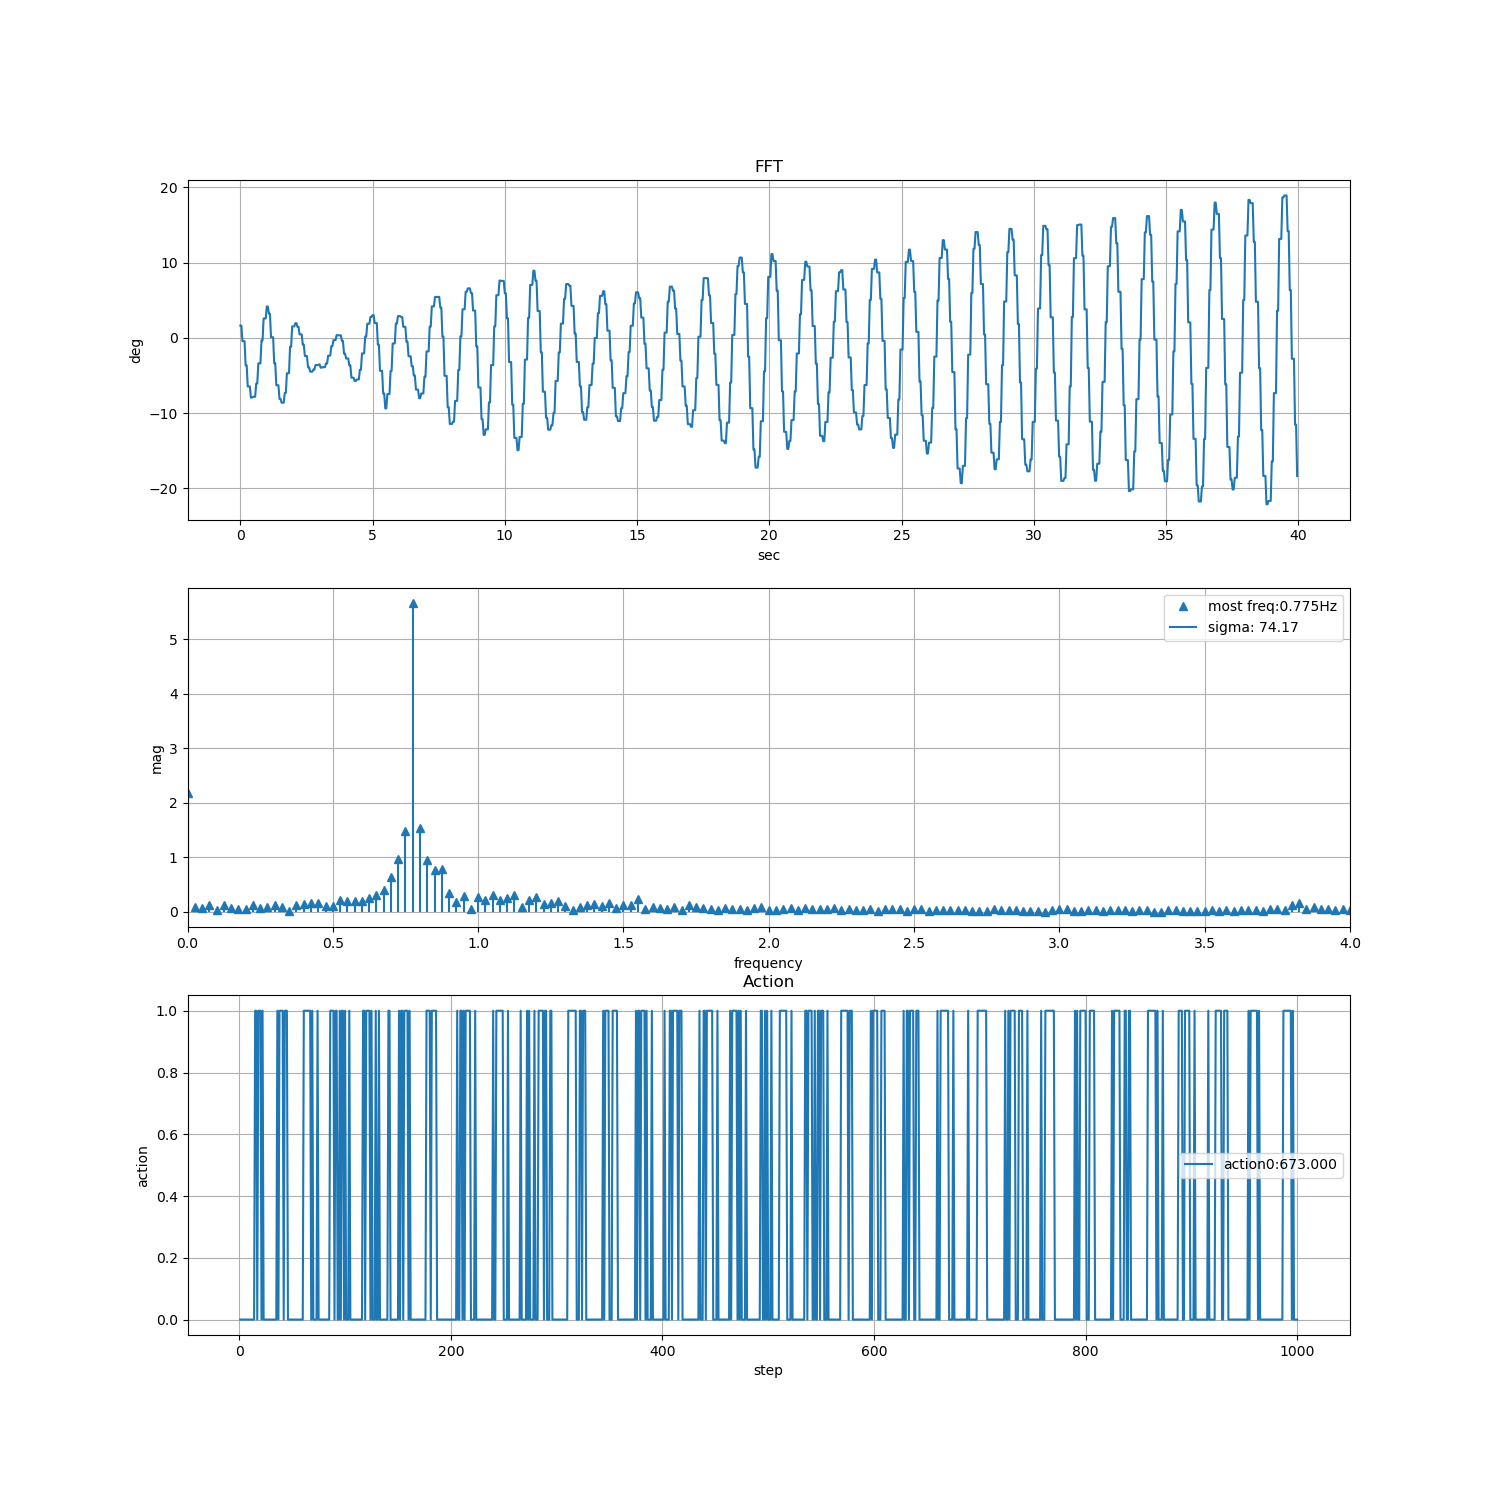 FFT
20
10
0
−10
−20
deg
0 5 10 15 20 25 30 35 40
sec
most freq:0.775Hz
sigma: 74.17
5
4
3
2
1
0
mag
0.0 0.5 1.0 1.5 2.0 2.5 3.0 3.5 4.0
frequency
Action
1.0
0.8
0.6
0.4
0.2
0.0
action
action0:673.000
0 200 400 600 800 1000
step